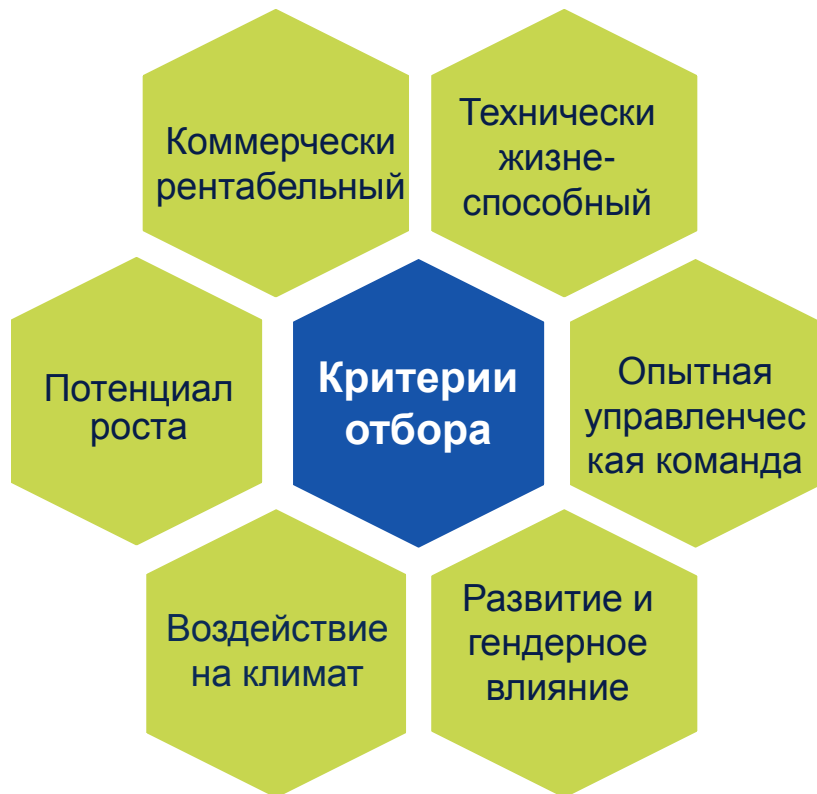 Коммерчески
рентабельный
Технически
жизне-
способный
Потенциал
роста
Критерии
отбора
Опытная
управленчес
кая команда
Воздействие
на климат
Развитие и
гендерное
влияние